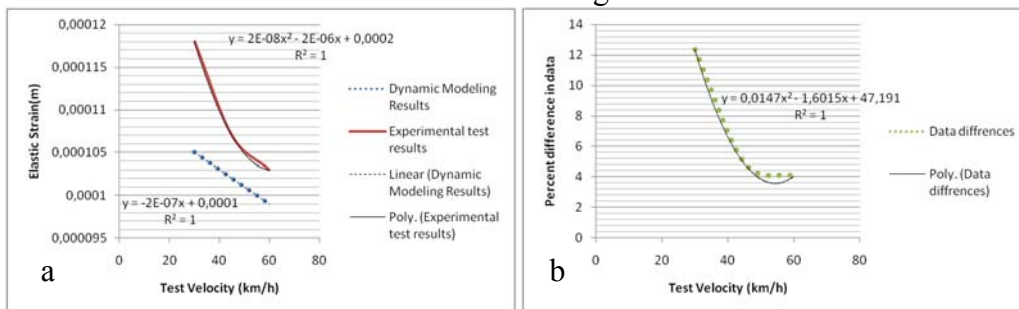 0,00012
0,000115
0,00011
0,000105
0,0001
0,000095
Elastic Strain(m)
y = 2E-08x² - 2E-06x + 0,0002
R² = 1
y = -2E-07x + 0,0001
R² = 1
0 20 40 60 80
Test Velocity (km/h)
a
Dynamic Modeling
Results
Experimental test
results
Linear (Dynamic
Modeling Results)
Poly. (Experimental
test results)
14
12
10
8
6
4
2
0
Percent difference in data
y = 0,0147x² - 1,6015x + 47,191
R² = 1
0 20 40 60 80
Test Velocity (km/h)
b
Data diffrences
Poly. (Data
diffrences)